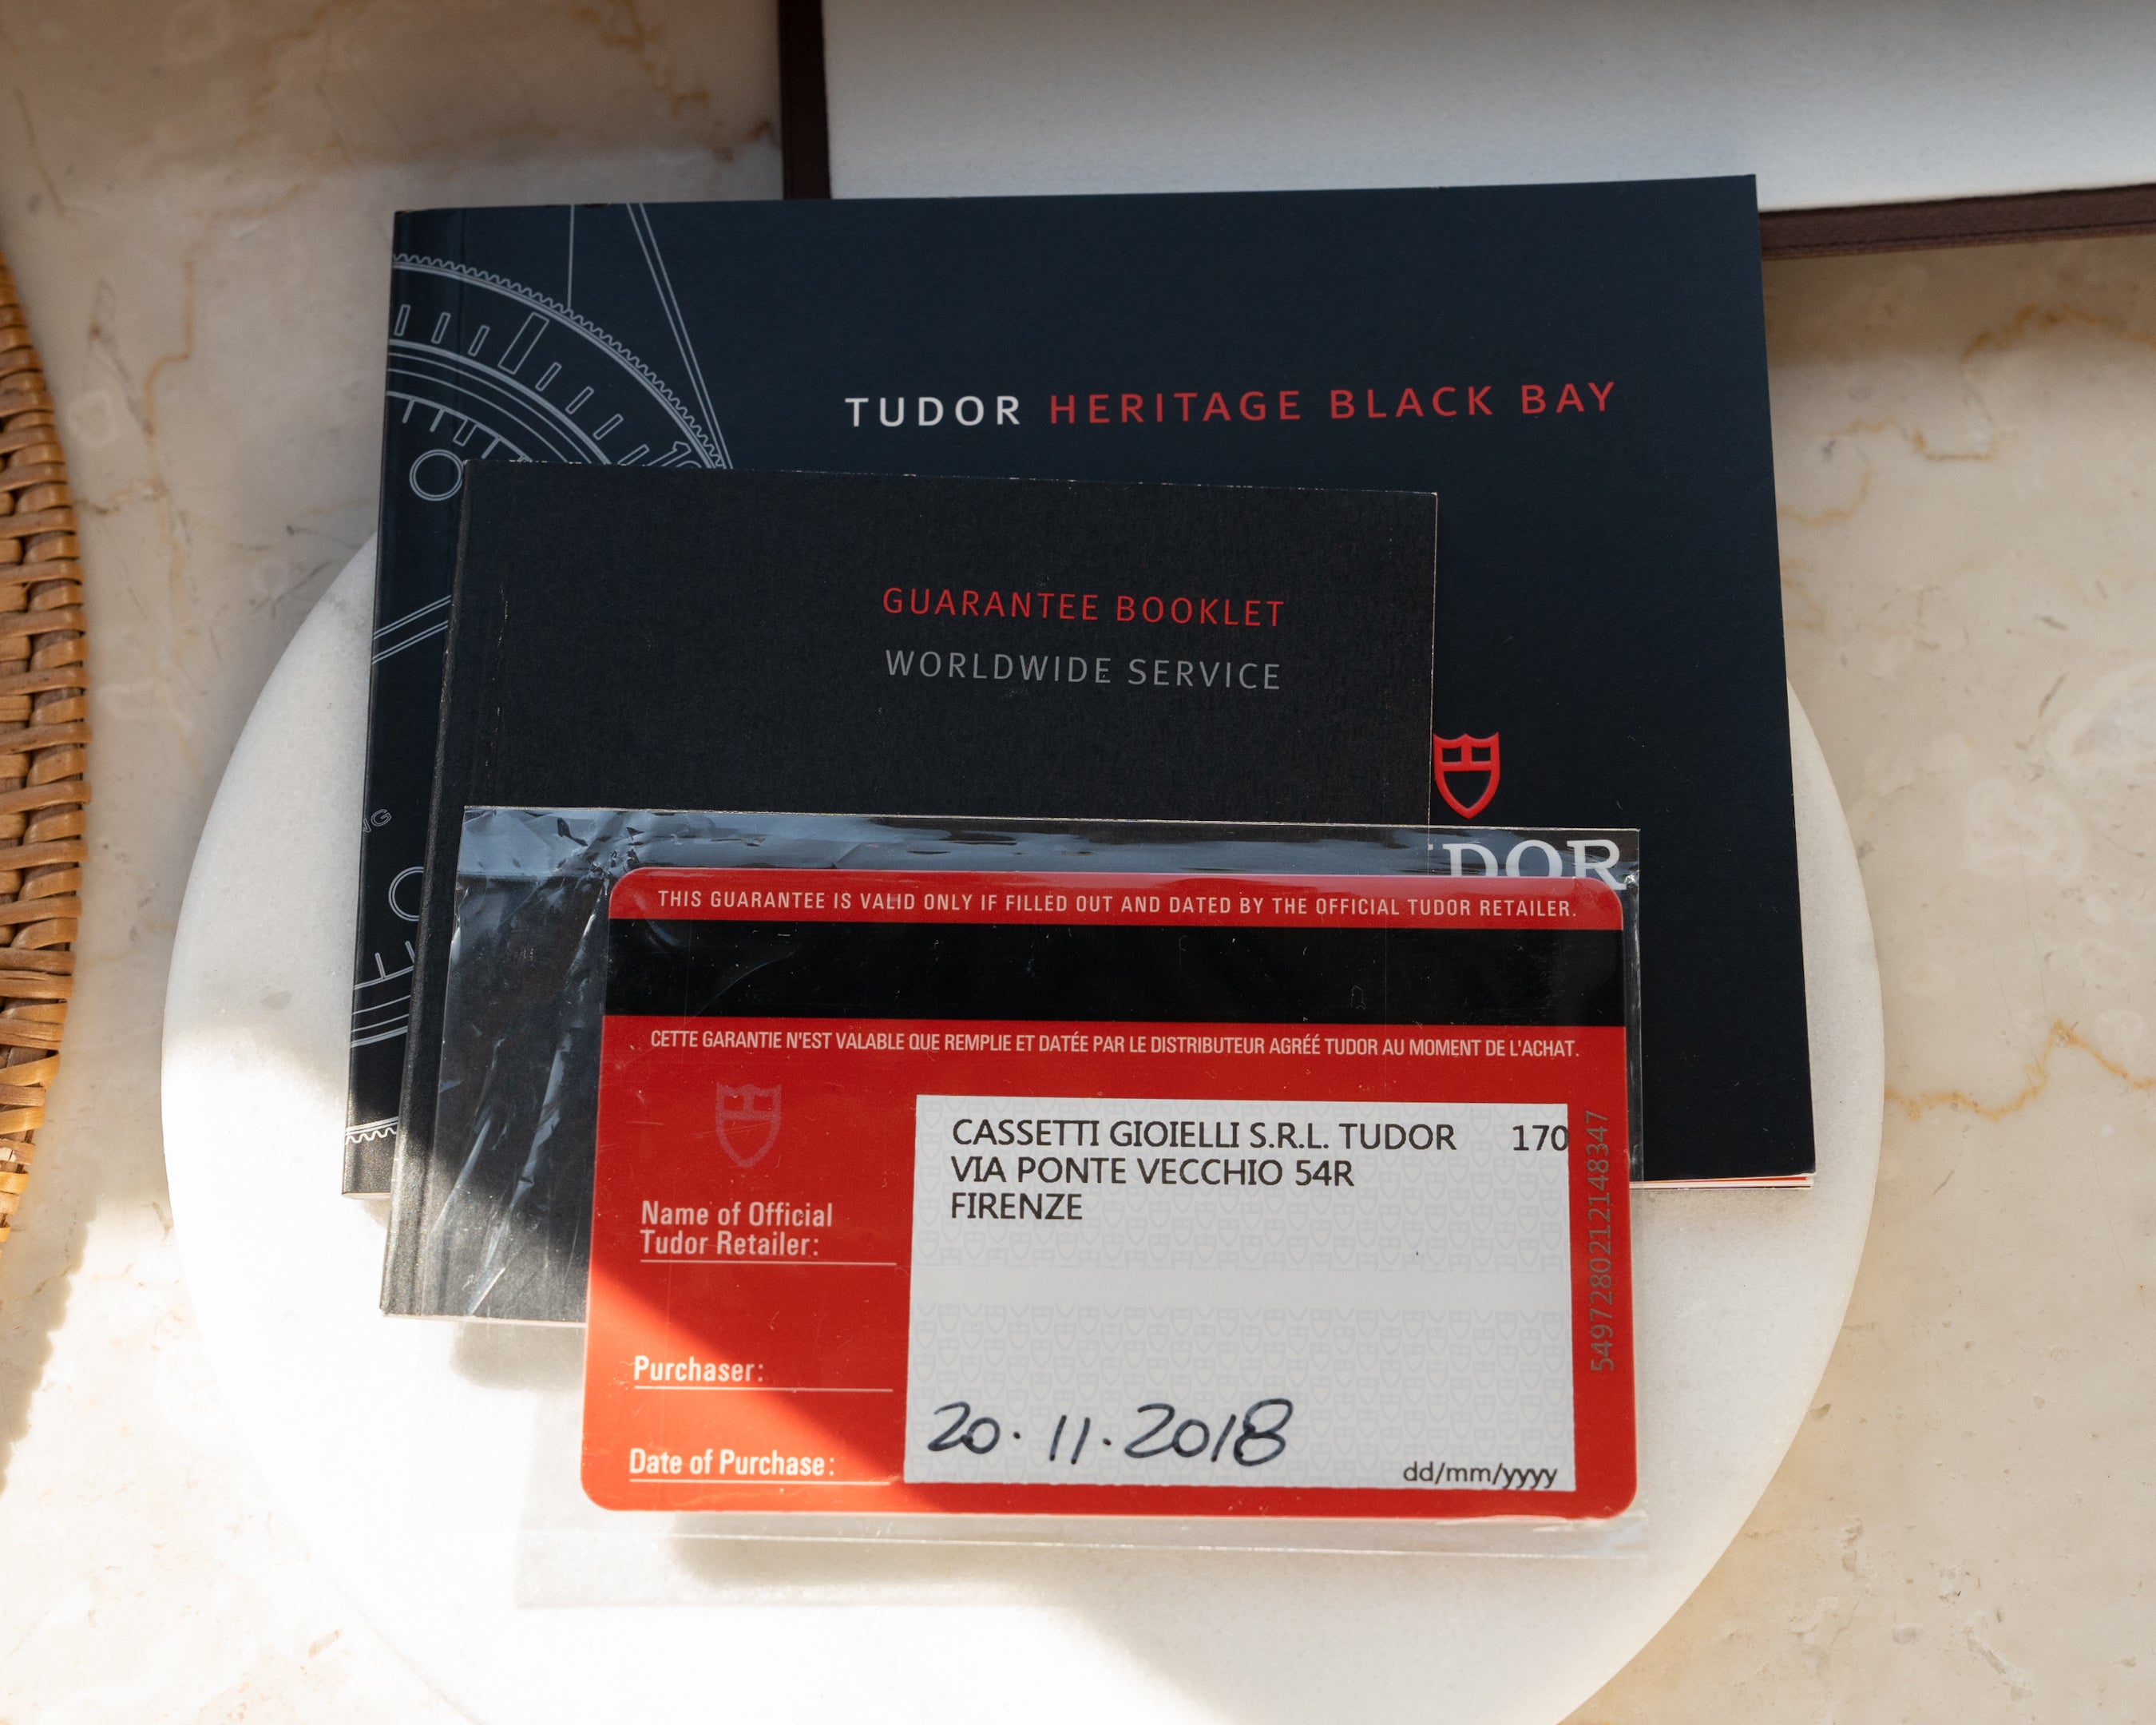 TUDOR HERITAGE BLACK BAY
GUARANTEE BOOKLET
WORLDWIDE SERVICE
THIS GUARANTEE IS VALID ONLY IF FILLED OUT AND DATED BY THE OFFICIAL TUDOR RETAILER.
CETTE GARANTIE N'EST VALABLE QUE REMPLIE ET DATÉE PAR LE DISTRIBUTEUR AGRÉÉ TUDOR AU MOMENT DE L'ACHAT.
CASSETTI GIOIELLI S.R.L. TUDOR 170
VIA PONTE VECCHIO 54R
FIRENZE
Name of Official
Tudor Retailer:
Purchaser:
Date of Purchase:
20.11.2018
dd/mm/yyyy
5497280212148347